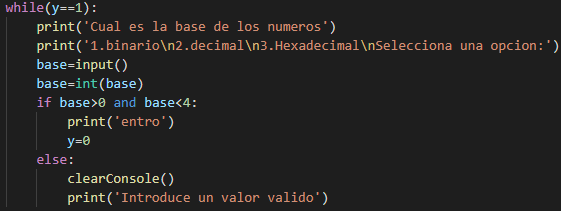 while(y==1):
    print('Cual es la base de los numeros')
    print('1.binario\n2.decimal\n3.Hexadecimal\nSelecciona una opcion:')
    base=input()
    base=int(base)
    if base>0 and base<4:
        print('entro')
        y=0
    else:
        clearConsole()
        print('Introduce un valor valido')